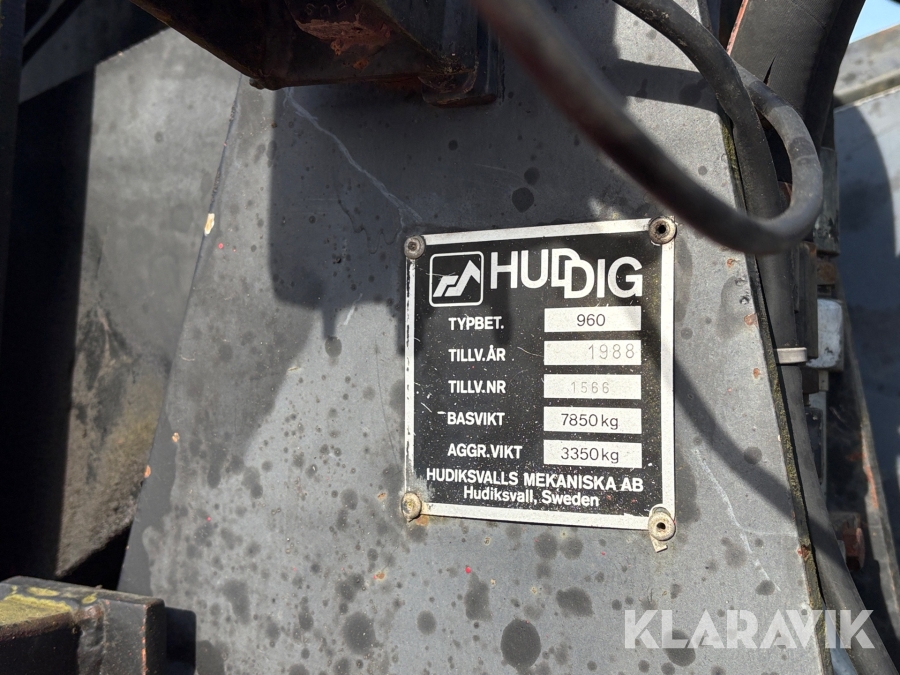 HUDDIG
TYPBET. 960
TILLV.ÅR 1988
TILLV.NR 1566
BASVIKT 7850kg
AGGR.VIKT 3350kg
HUDIKSVALLS MEKANISKA AB
Hudiksvall, Sweden
KLARAVIK